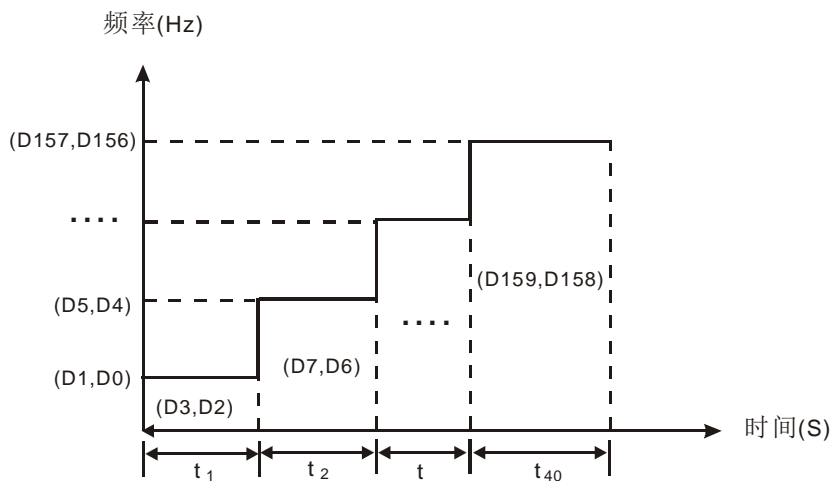 频率(Hz)
(D157,D156)
....
(D159,D158)
(D5,D4)
....
(D7,D6)
(D1,D0)
(D3,D2)
时间(S)
t1
t2
t
t40